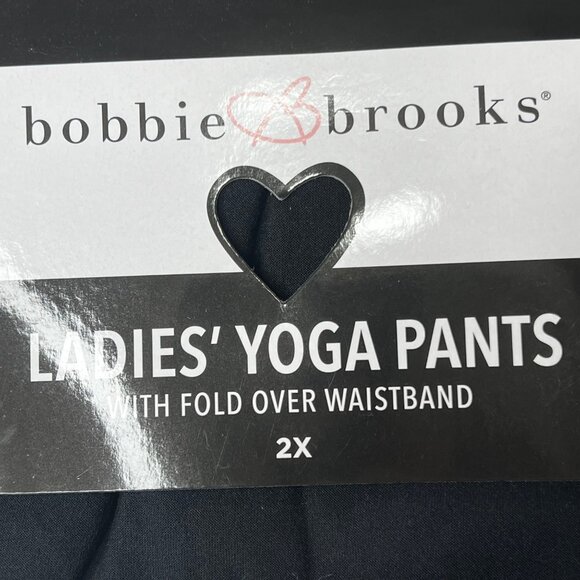 bobbie brooks®
LADIES' YOGA PANTS
WITH FOLD OVER WAISTBAND
2X